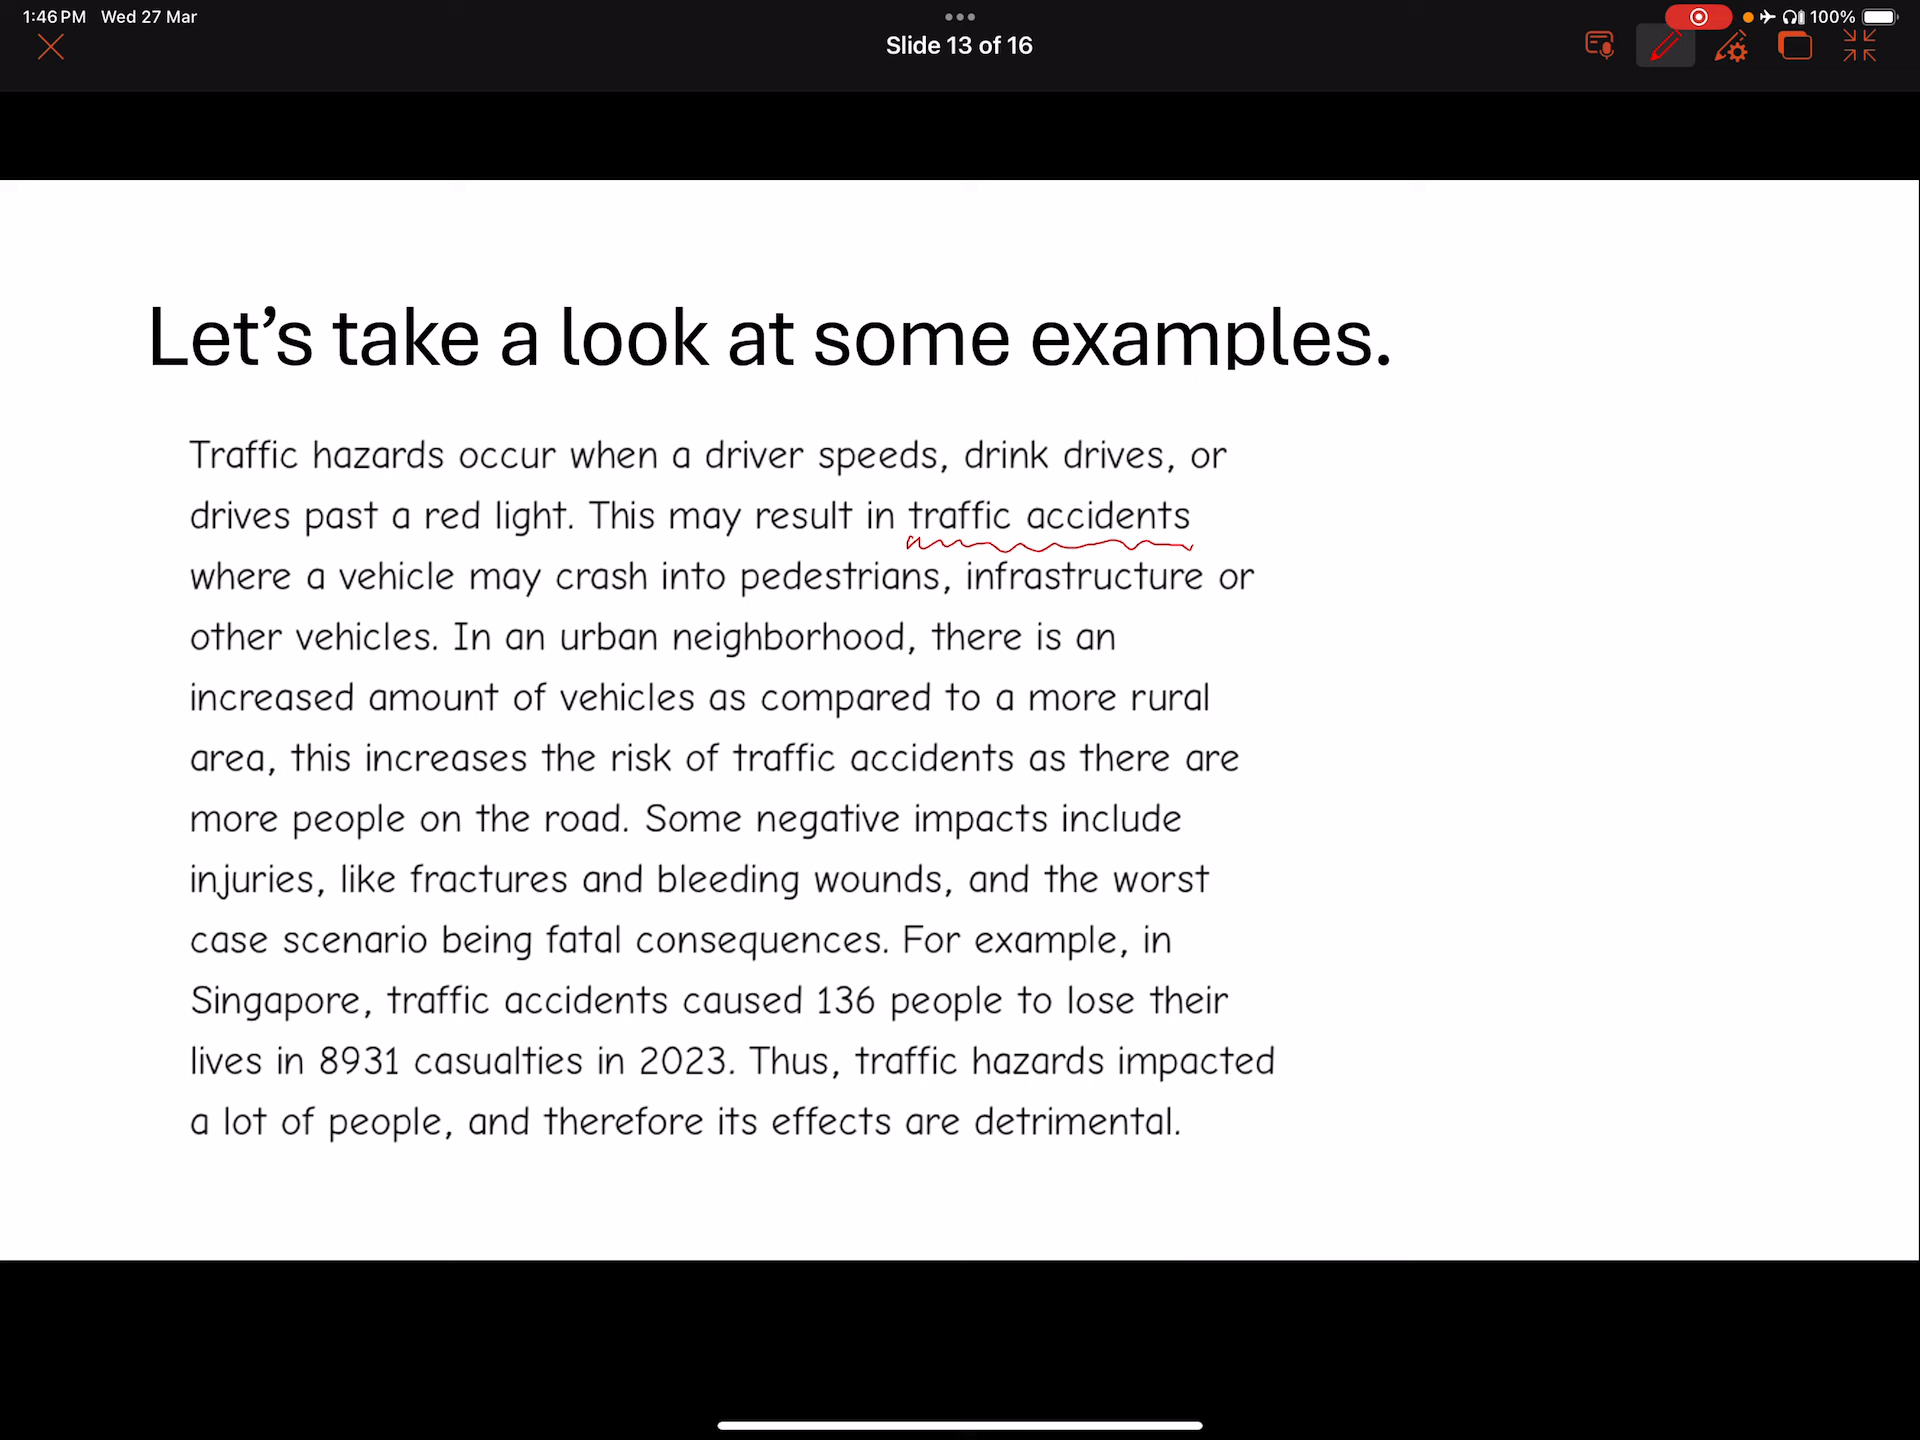 1:46 PM Wed 27 Mar
100%
Slide 13 of 16
Let's take a look at some examples.
Traffic hazards occur when a driver speeds, drink drives, or
drives past a red light. This may result in traffic accidents
where a vehicle may crash into pedestrians, infrastructure or
other vehicles. In an urban neighborhood, there is an
increased amount of vehicles as compared to a more rural
area, this increases the risk of traffic accidents as there are
more people on the road. Some negative impacts include
injuries, like fractures and bleeding wounds, and the worst
case scenario being fatal consequences. For example, in
Singapore, traffic accidents caused 136 people to lose their
lives in 8931 casualties in 2023. Thus, traffic hazards impacted
a lot of people, and therefore its effects are detrimental.